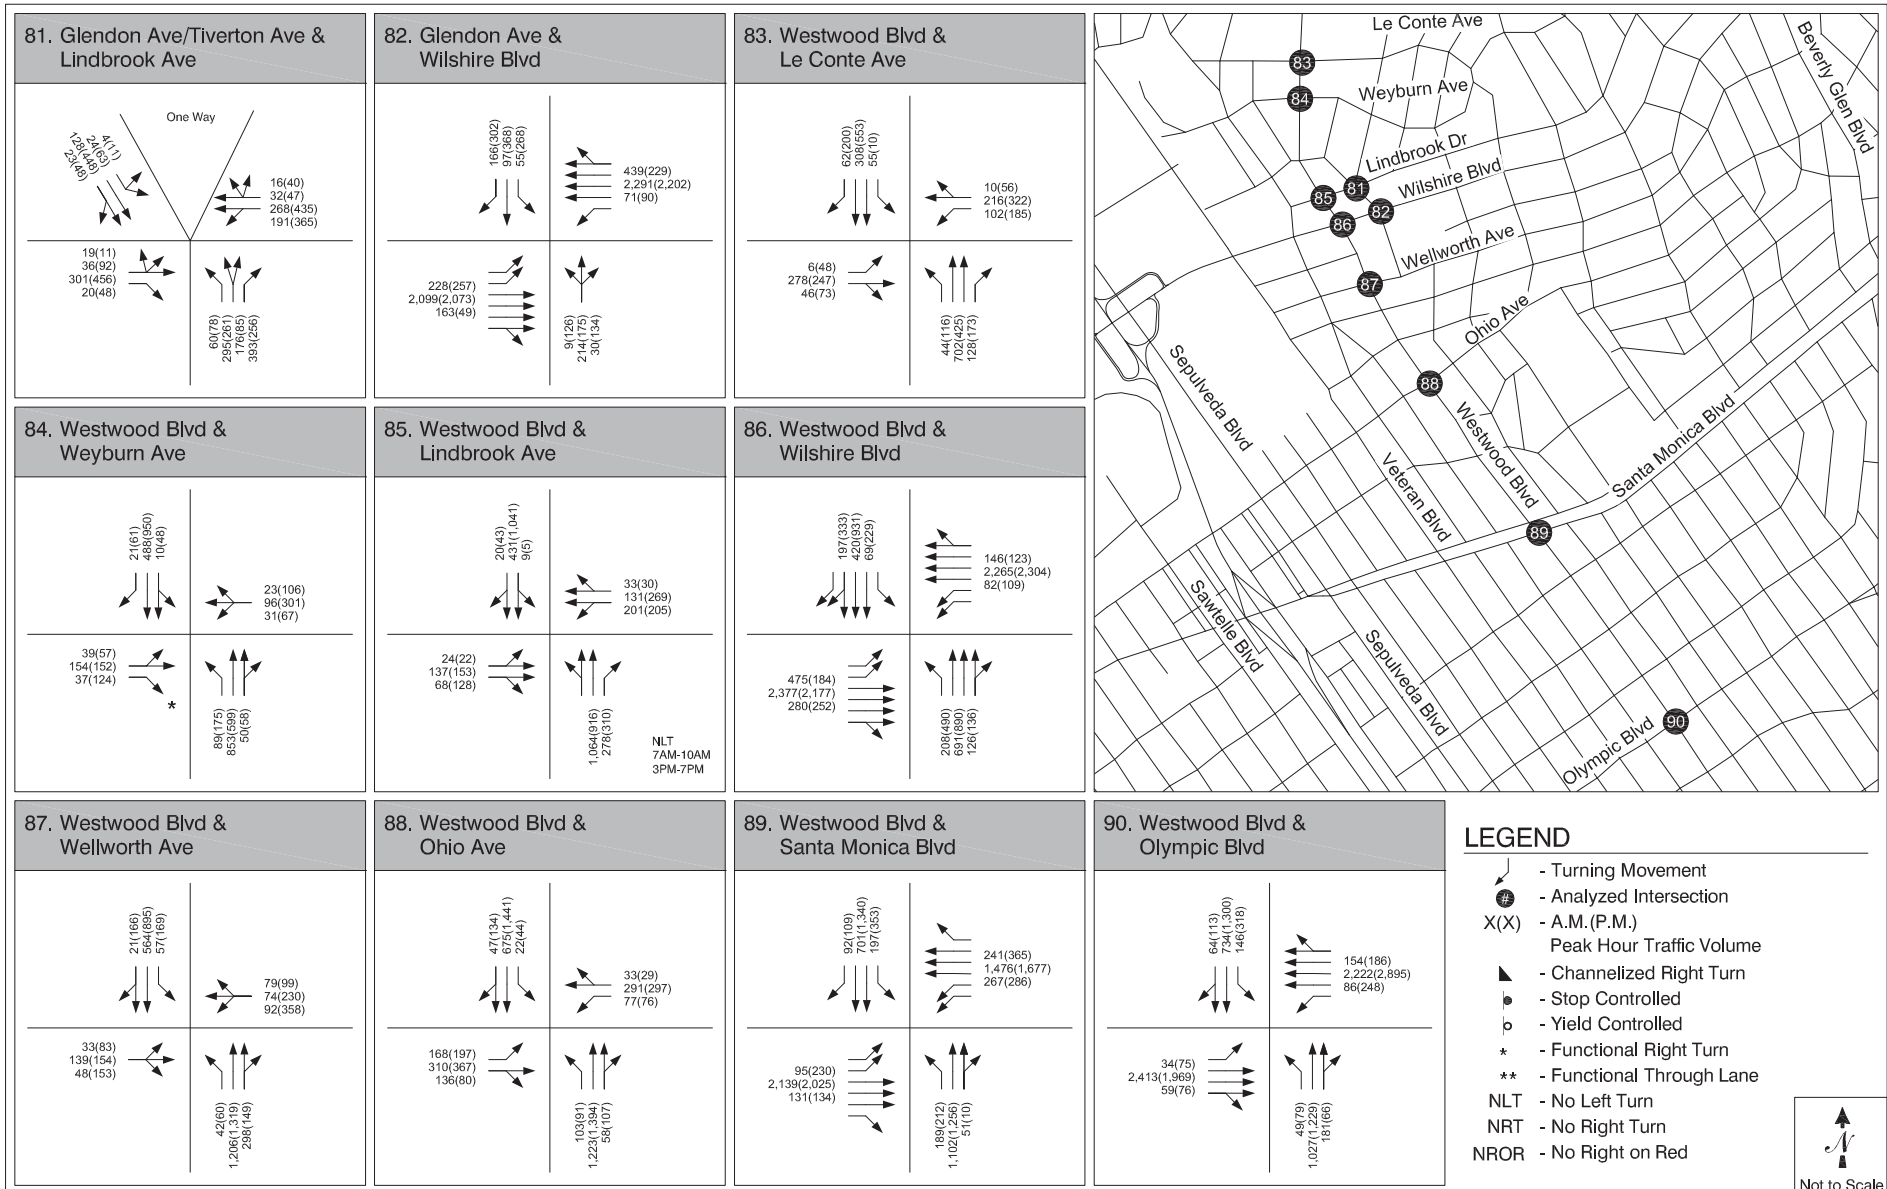 81. Glendon Ave/Tiverton Ave &
Lindbrook Ave
One Way
4(11)
24(63)
128(448)
23(48)
16(40)
32(47)
268(435)
191(365)
19(11)
36(92)
301(456)
20(48)
60(78)
295(261)
176(85)
393(256)
82. Glendon Ave &
Wilshire Blvd
166(302)
97(368)
55(268)
439(229)
2,291(2,202)
71(90)
228(257)
2,099(2,073)
163(49)
9(126)
214(175)
30(134)
83. Westwood Blvd &
Le Conte Ave
62(200)
308(553)
55(10)
10(56)
216(322)
102(185)
6(48)
278(247)
46(73)
44(116)
702(425)
128(173)
84. Westwood Blvd &
Weyburn Ave
21(61)
488(950)
10(48)
23(106)
96(301)
31(67)
39(57)
154(152)
37(124)
*
89(175)
853(599)
50(58)
85. Westwood Blvd &
Lindbrook Ave
20(43)
431(1,041)
9(5)
33(30)
131(269)
201(205)
24(22)
137(153)
68(128)
1,064(916)
278(310)
NLT
7AM-10AM
3PM-7PM
86. Westwood Blvd &
Wilshire Blvd
197(333)
420(931)
69(229)
146(123)
2,265(2,304)
82(109)
475(184)
2,377(2,177)
280(252)
208(490)
691(890)
126(136)
87. Westwood Blvd &
Wellworth Ave
21(166)
564(895)
57(169)
79(99)
74(230)
92(358)
33(83)
139(154)
48(153)
42(60)
1,206(1,319)
298(149)
88. Westwood Blvd &
Ohio Ave
47(134)
675(1,441)
22(44)
33(29)
291(297)
77(76)
168(197)
310(367)
136(80)
103(91)
1,223(1,394)
58(107)
89. Westwood Blvd &
Santa Monica Blvd
92(109)
701(1,340)
197(353)
241(365)
1,476(1,677)
267(286)
95(230)
2,139(2,025)
131(134)
189(212)
1,102(1,256)
51(10)
90. Westwood Blvd &
Olympic Blvd
64(113)
734(1,300)
146(318)
154(186)
2,222(2,895)
86(248)
34(75)
2,413(1,969)
59(76)
49(79)
1,027(1,229)
181(66)
Le Conte Ave
Beverly Glen Blvd
83
Weyburn Ave
84
Lindbrook Dr
81
Wilshire Blvd
85
82
86
Wellworth Ave
87
Ohio Ave
Sepulveda Blvd
88
Westwood Blvd
Santa Monica Blvd
Veteran Blvd
89
Sawtelle Blvd
Sepulveda Blvd
90
Olympic Blvd
LEGEND
- Turning Movement
# - Analyzed Intersection
X(X) - A.M.(P.M.)
Peak Hour Traffic Volume
- Channelized Right Turn
- Stop Controlled
- Yield Controlled
* - Functional Right Turn
** - Functional Through Lane
NLT - No Left Turn
NRT - No Right Turn
NROR - No Right on Red
N
Not to Scale